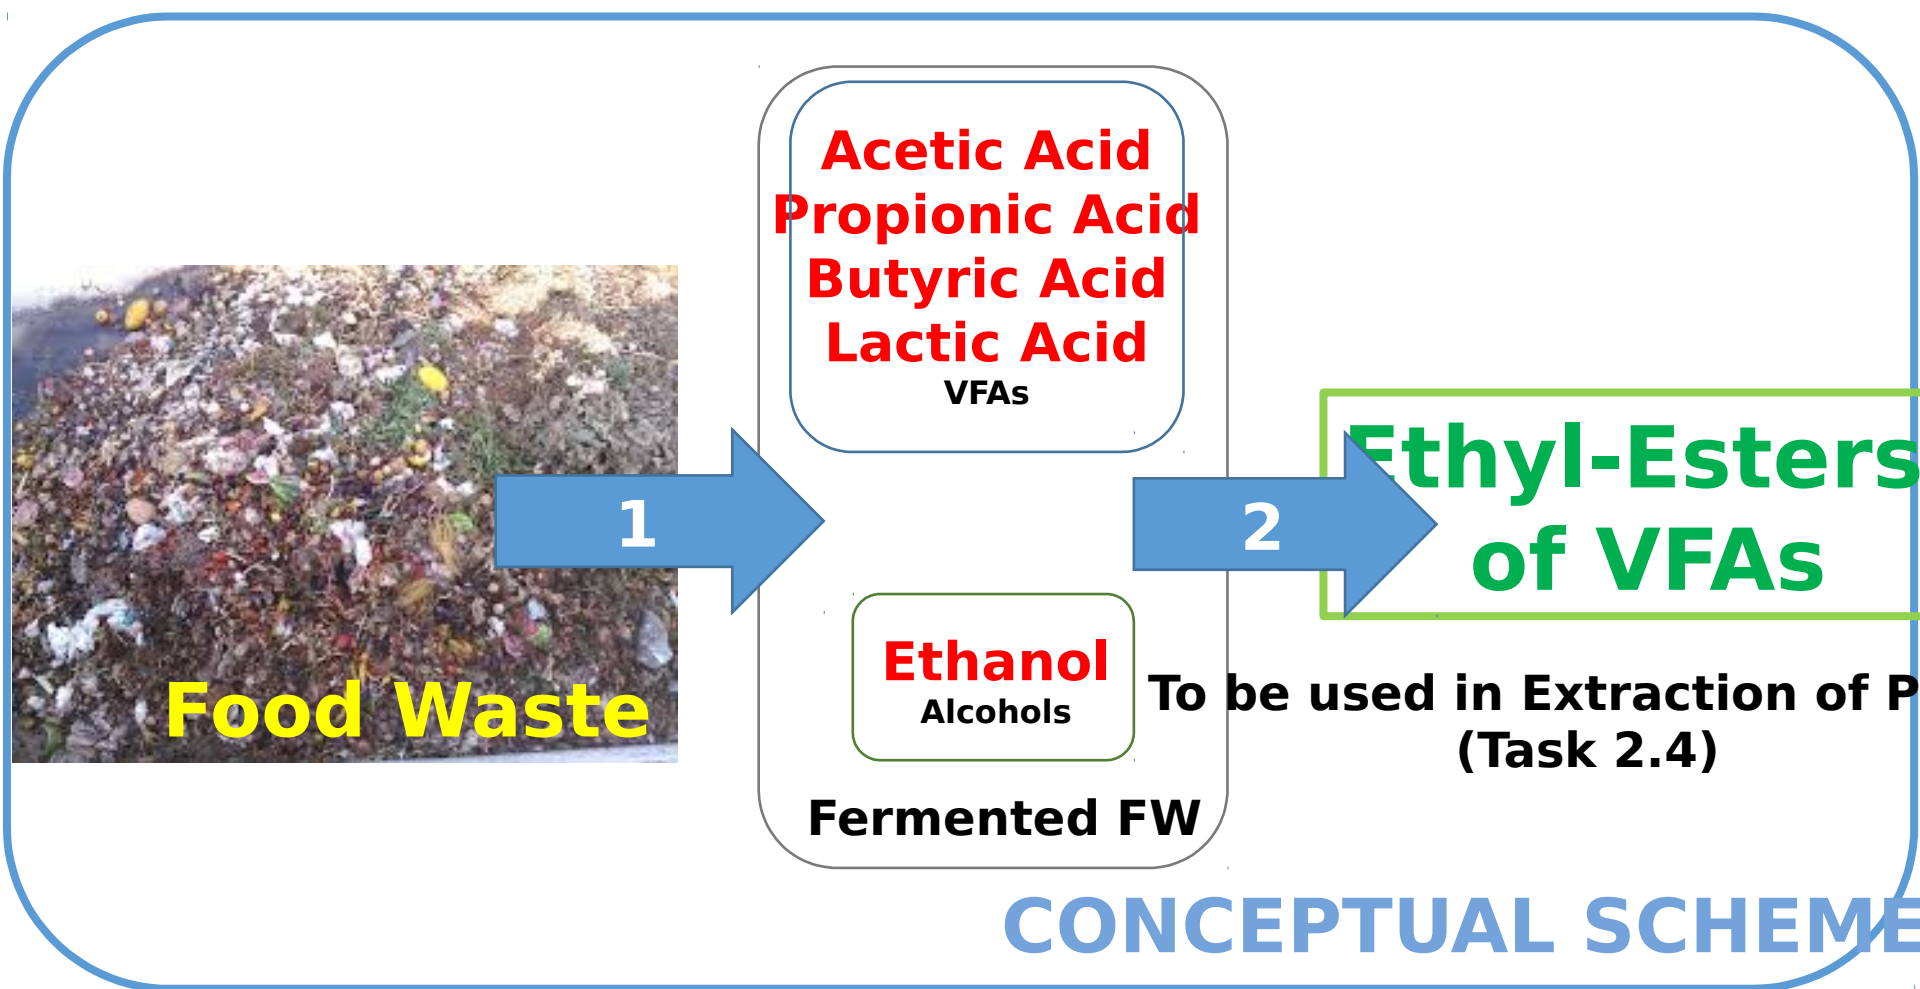 Acetic Acid
Propionic Acid
Butyric Acid
Lactic Acid
VFAs
1
2
Ethyl-Esters
of VFAs
Food Waste
Ethanol
Alcohols
To be used in Extraction of P
(Task 2.4)
Fermented FW
CONCEPTUAL SCHEME